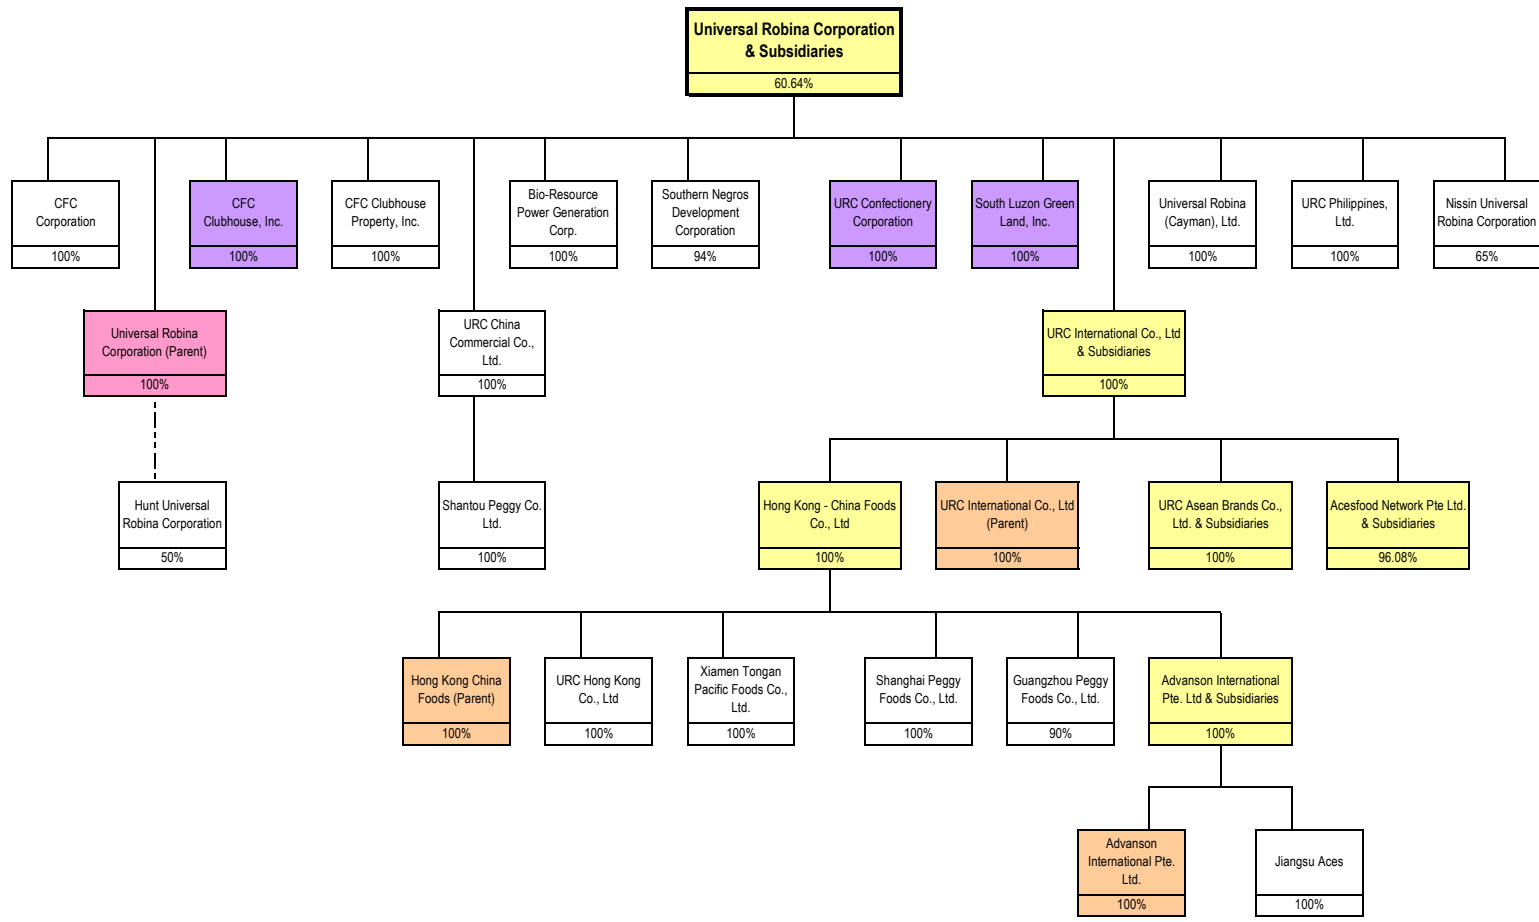 Universal Robina Corporation
& Subsidiaries
60.64%
CFC
Corporation
100%
CFC
Clubhouse, Inc.
100%
CFC Clubhouse
Property, Inc.
100%
Bio-Resource
Power Generation
Corp.
100%
Southern Negros
Development
Corporation
94%
URC Confectionery
Corporation
100%
South Luzon Green
Land, Inc.
100%
Universal Robina
(Cayman), Ltd.
100%
URC Philippines,
Ltd.
100%
Nissin Universal
Robina Corporation
65%
Universal Robina
Corporation (Parent)
100%
URC China
Commercial Co.,
Ltd.
100%
URC International Co., Ltd
& Subsidiaries
100%
Hunt Universal
Robina Corporation
50%
Shantou Peggy Co.
Ltd.
100%
Hong Kong - China Foods
Co., Ltd
100%
URC International Co., Ltd
(Parent)
100%
URC Asean Brands Co.,
Ltd. & Subsidiaries
100%
Acesfood Network Pte Ltd.
& Subsidiaries
96.08%
Hong Kong China
Foods (Parent)
100%
URC Hong Kong
Co., Ltd
100%
Xiamen Tongan
Pacific Foods Co.,
Ltd.
100%
Shanghai Peggy
Foods Co., Ltd.
100%
Guangzhou Peggy
Foods Co., Ltd.
90%
Advanson International
Pte. Ltd & Subsidiaries
100%
Advanson
International Pte.
Ltd.
100%
Jiangsu Aces
100%